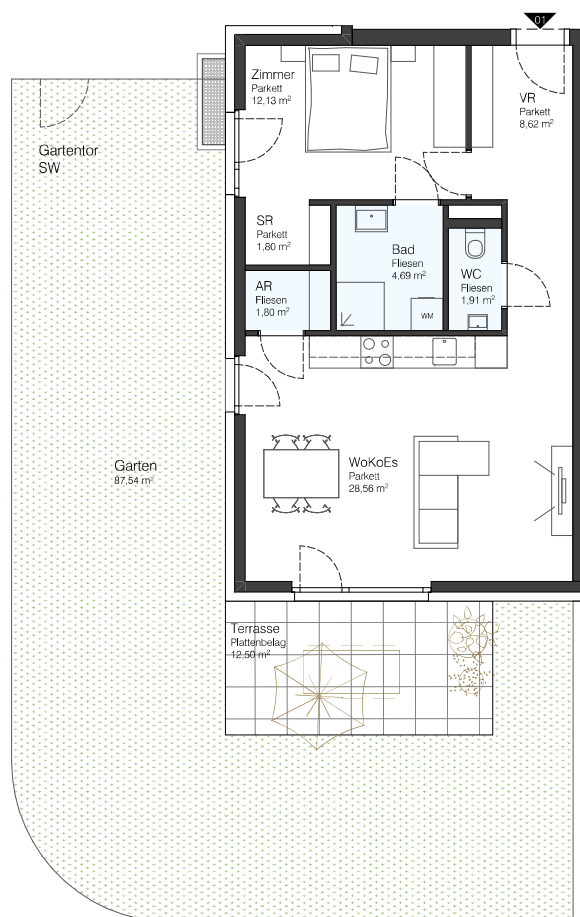 01
Zimmer
Parkett
12,13 m²
VR
Parkett
8,62 m²
Gartentor
SW
SR
Parkett
1,80 m²
Bad
Fliesen
4,69 m²
WC
Fliesen
1,91 m²
AR
Fliesen
1,80 m²
WM
WoKoEs
Parkett
28,56 m²
Garten
87,54 m²
Terrasse
Plattenbelag
12,50 m²